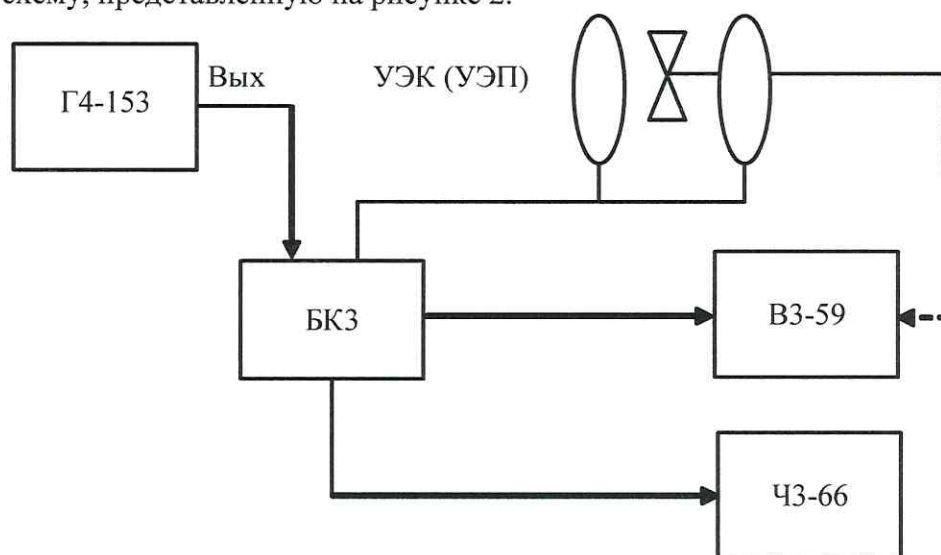 схему, представленную на рисунке 2.
Г4-153
Вых
УЭК (УЭП)
БКЗ
В3-59
Ч3-66